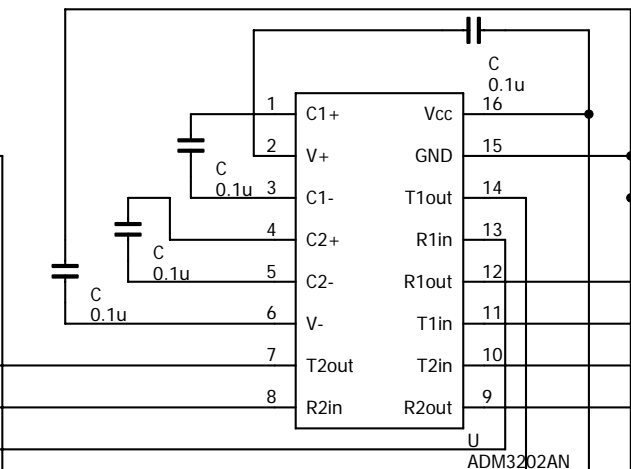 C
0.1u
1 C1+ Vcc 16
2 V+ GND 15
C
0.1u
3 C1- T1out 14
4 C2+ R1in 13
C
0.1u
5 C2- R1out 12
C
0.1u
6 V- T1in 11
7 T2out T2in 10
8 R2in R2out 9
U
ADM3202AN